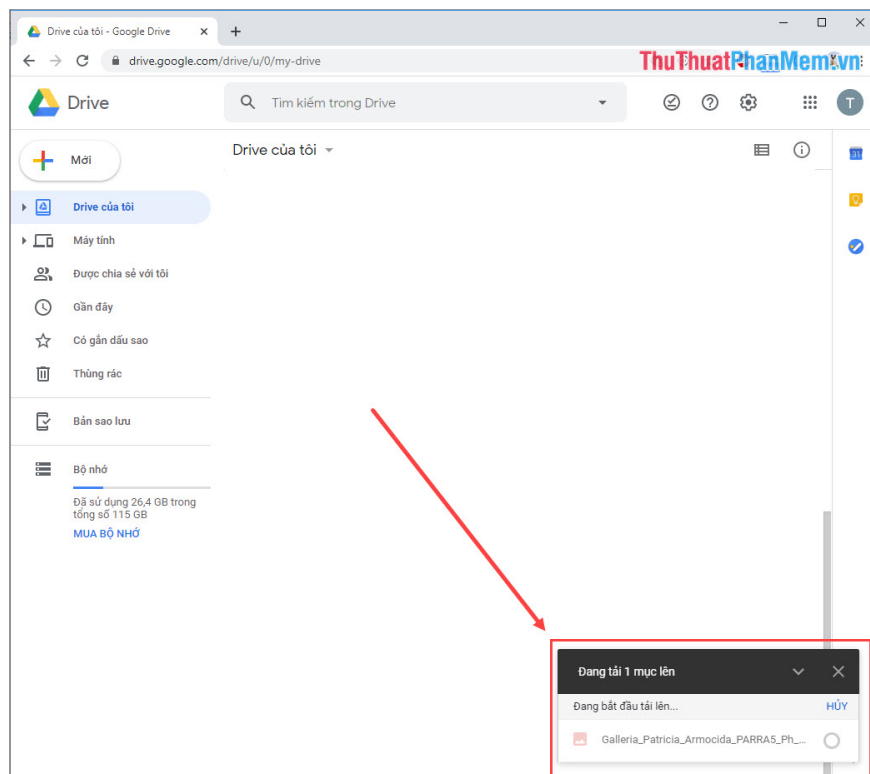 Drive của tôi - Google Drive
drive.google.com/drive/u/0/my-drive
ThuThuatPhanMem.vn
Drive
Tìm kiếm trong Drive
T
Mới
Drive của tôi
31
Drive của tôi
Máy tính
Được chia sẻ với tôi
Gần đây
Có gắn dấu sao
Thùng rác
Bản sao lưu
Bộ nhớ
Đã sử dụng 26,4 GB trong
tổng số 115 GB
MUA BỘ NHỚ
Đang tải 1 mục lên
Đang bắt đầu tải lên...
HỦY
Galleria_Patricia_Armocida_PARRA5_Ph_...